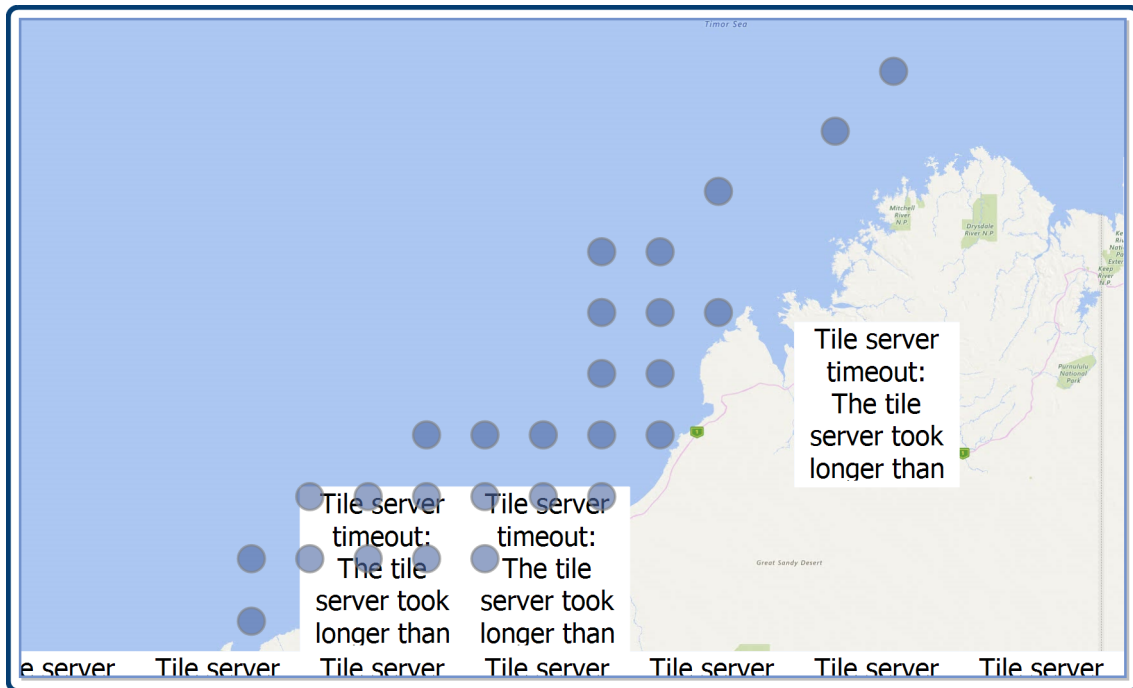 Timor Sea
Mitchell
River
N.P
Drysdale
River N.P
N.P.
Keep
River
N.P
Tile server
timeout:
The tile
server took
longer than
Purnululu
National
Park
Tile server
timeout:
The tile
server took
longer than
Tile server
timeout:
The tile
server took
longer than
Great Sandy Desert
e server
Tile server
Tile server
Tile server
Tile server
Tile server
Tile server